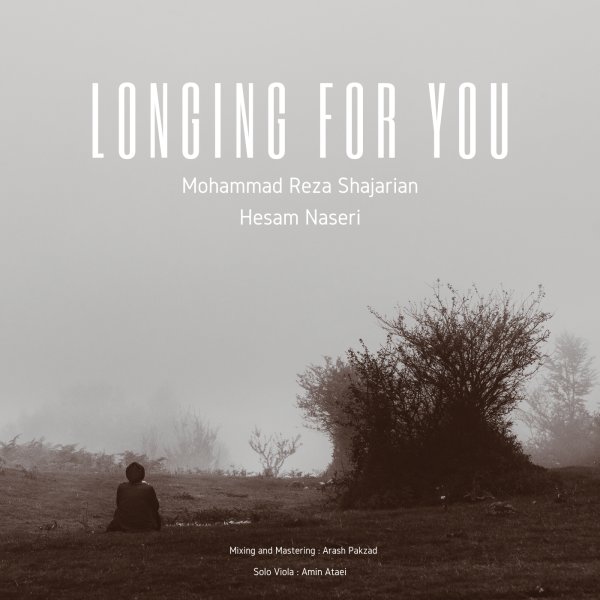 LONGING FOR YOU
Mohammad Reza Shajarian
Hesam Naseri
Mixing and Mastering : Arash Pakzad
Solo Viola : Amin Ataei